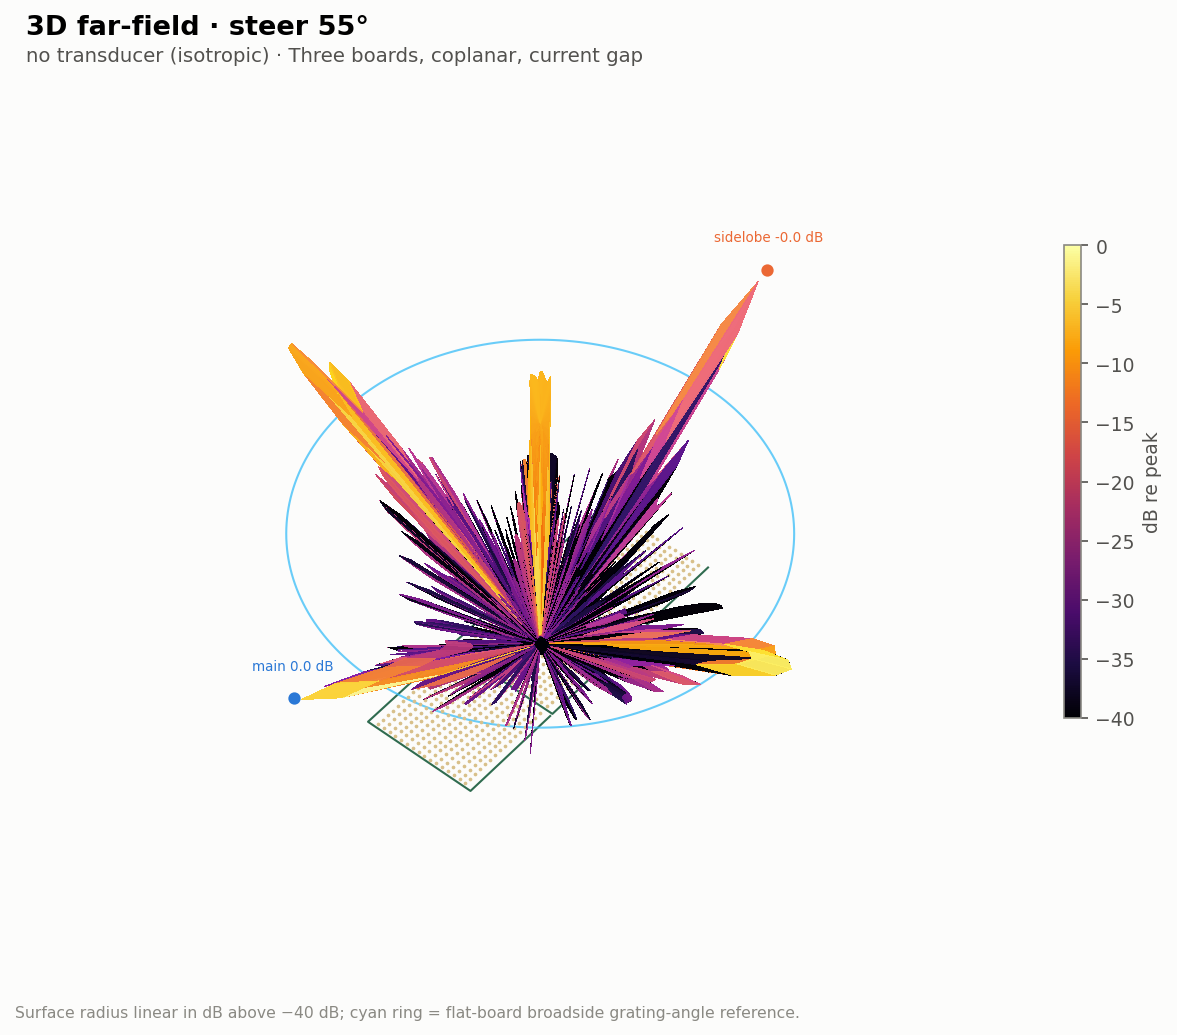 3D far-field · steer 55°
no transducer (isotropic) · Three boards, coplanar, current gap
sidelobe -0.0 dB
main 0.0 dB
0
−5
−10
−15
−20
−25
−30
−35
−40
dB re peak
Surface radius linear in dB above −40 dB; cyan ring = flat-board broadside grating-angle reference.